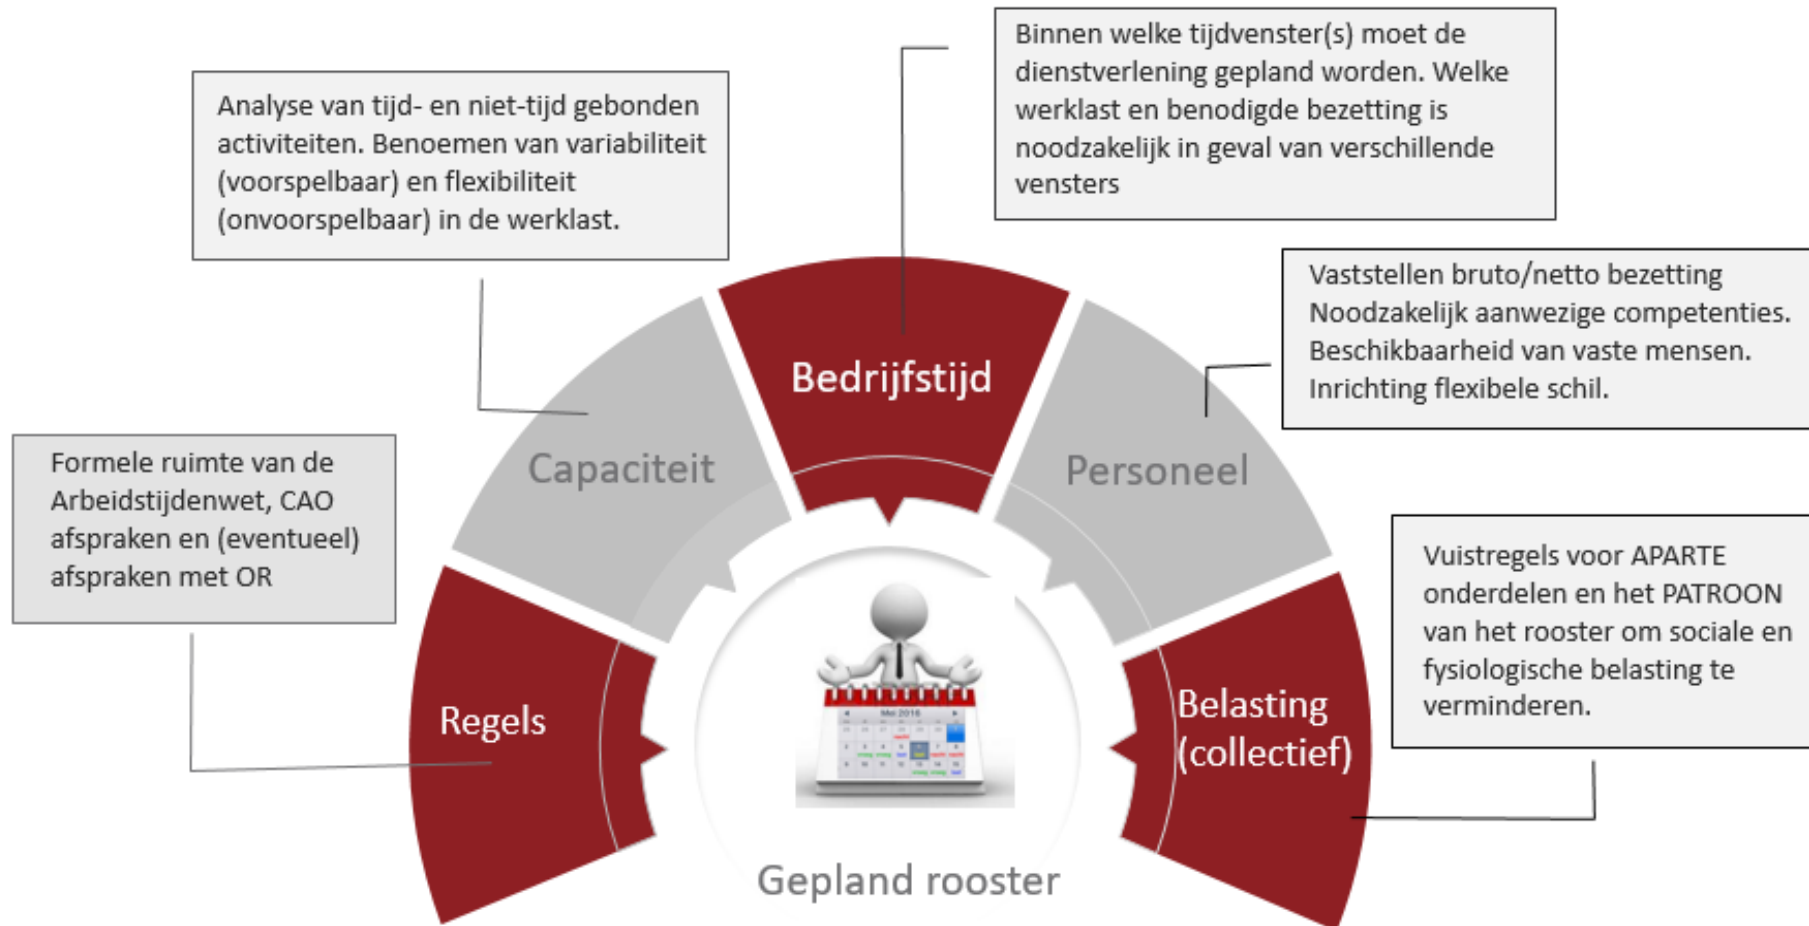 Binnen welke tijdvenster(s) moet de
dienstverlening gepland worden. Welke
werklast en benodigde bezetting is
noodzakelijk in geval van verschillende
vensters
Analyse van tijd- en niet-tijd gebonden
activiteiten. Benoemen van variabiliteit
(voorspelbaar) en flexibiliteit
(onvoorspelbaar) in de werklast.
Vaststellen bruto/netto bezetting
Noodzakelijk aanwezige competenties.
Beschikbaarheid van vaste mensen.
Inrichting flexibele schil.
Bedrijfstijd
Capaciteit
Personeel
Formele ruimte van de
Arbeidstijdenwet, CAO
afspraken en (eventueel)
afspraken met OR
Vuistregels voor APARTE
onderdelen en het PATROON
van het rooster om sociale en
fysiologische belasting te
verminderen.
Regels
Belasting
(collectief)
Mei 2016
Gepland rooster